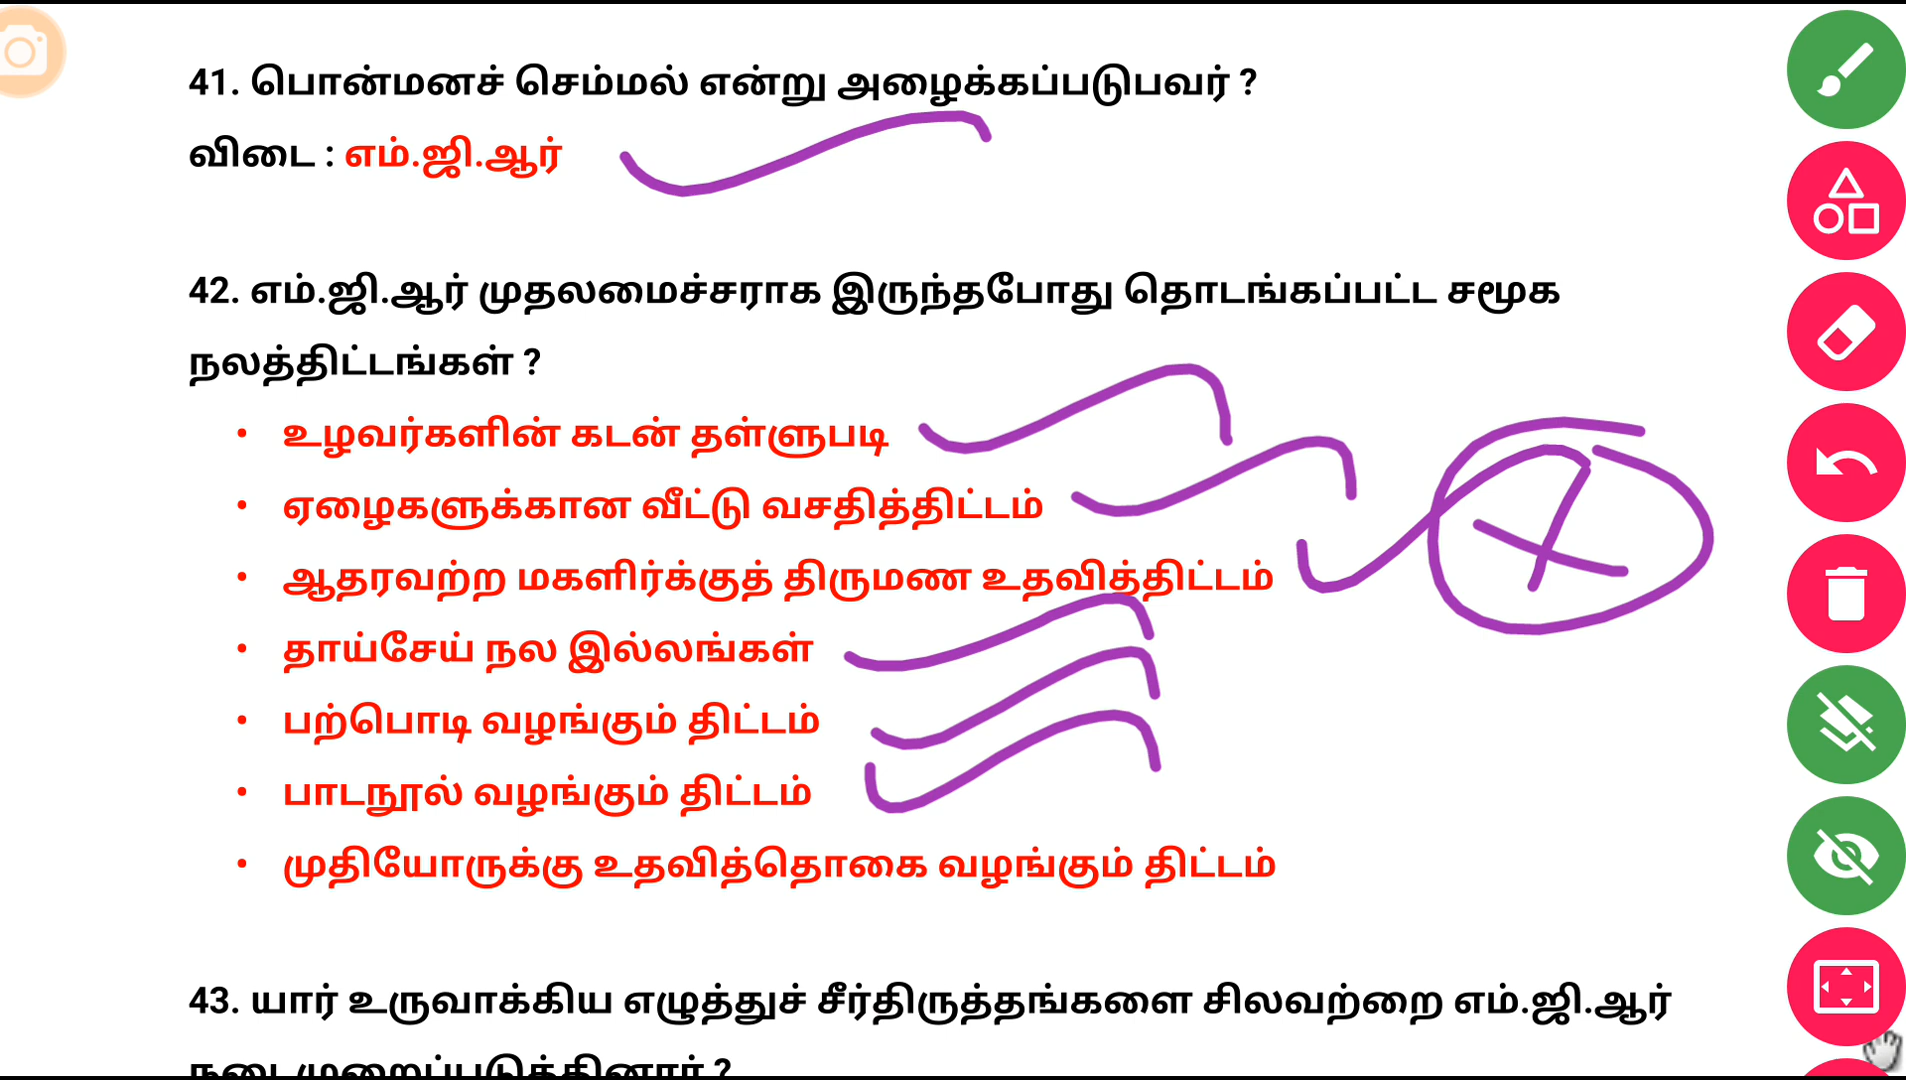 41. பொன்மனச் செம்மல் என்று அழைக்கப்படுபவர் ?
விடை : எம்.ஜி.ஆர்
42. எம்.ஜி.ஆர் முதலமைச்சராக இருந்தபோது தொடங்கப்பட்ட சமூக
நலத்திட்டங்கள் ?
• உழவர்களின் கடன் தள்ளுபடி
• ஏழைகளுக்கான வீட்டு வசதித்திட்டம்
• ஆதரவற்ற மகளிர்க்குத் திருமண உதவித்திட்டம்
• தாய்சேய் நல இல்லங்கள்
• பற்பொடி வழங்கும் திட்டம்
• பாடநூல் வழங்கும் திட்டம்
• முதியோருக்கு உதவித்தொகை வழங்கும் திட்டம்
43. யார் உருவாக்கிய எழுத்துச் சீர்திருத்தங்களை சிலவற்றை எம்.ஜி.ஆர்
நடைமுறைப்படுத்தினார் ?